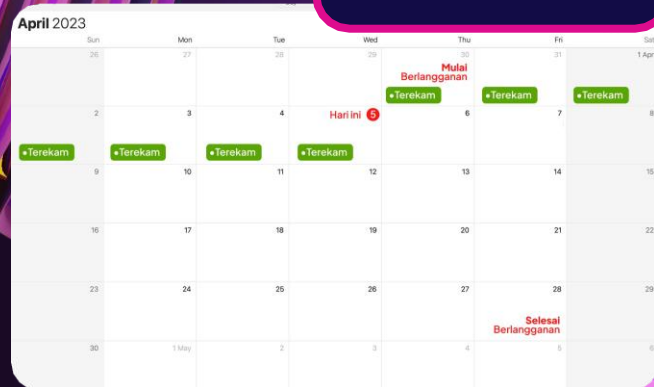 April 2023
Sun Mon Tue Wed Thu Fri Sat
26 27 28 29 30 31 1 Apr
Mulai
Berlangganan
•Terekam •Terekam •Terekam
2 3 4 Hari ini 5 6 7 8
•Terekam •Terekam •Terekam •Terekam
9 10 11 12 13 14 15
16 17 18 19 20 21 22
23 24 25 26 27 28 29
Selesai
Berlangganan
30 1 May 2 3 4 5 6